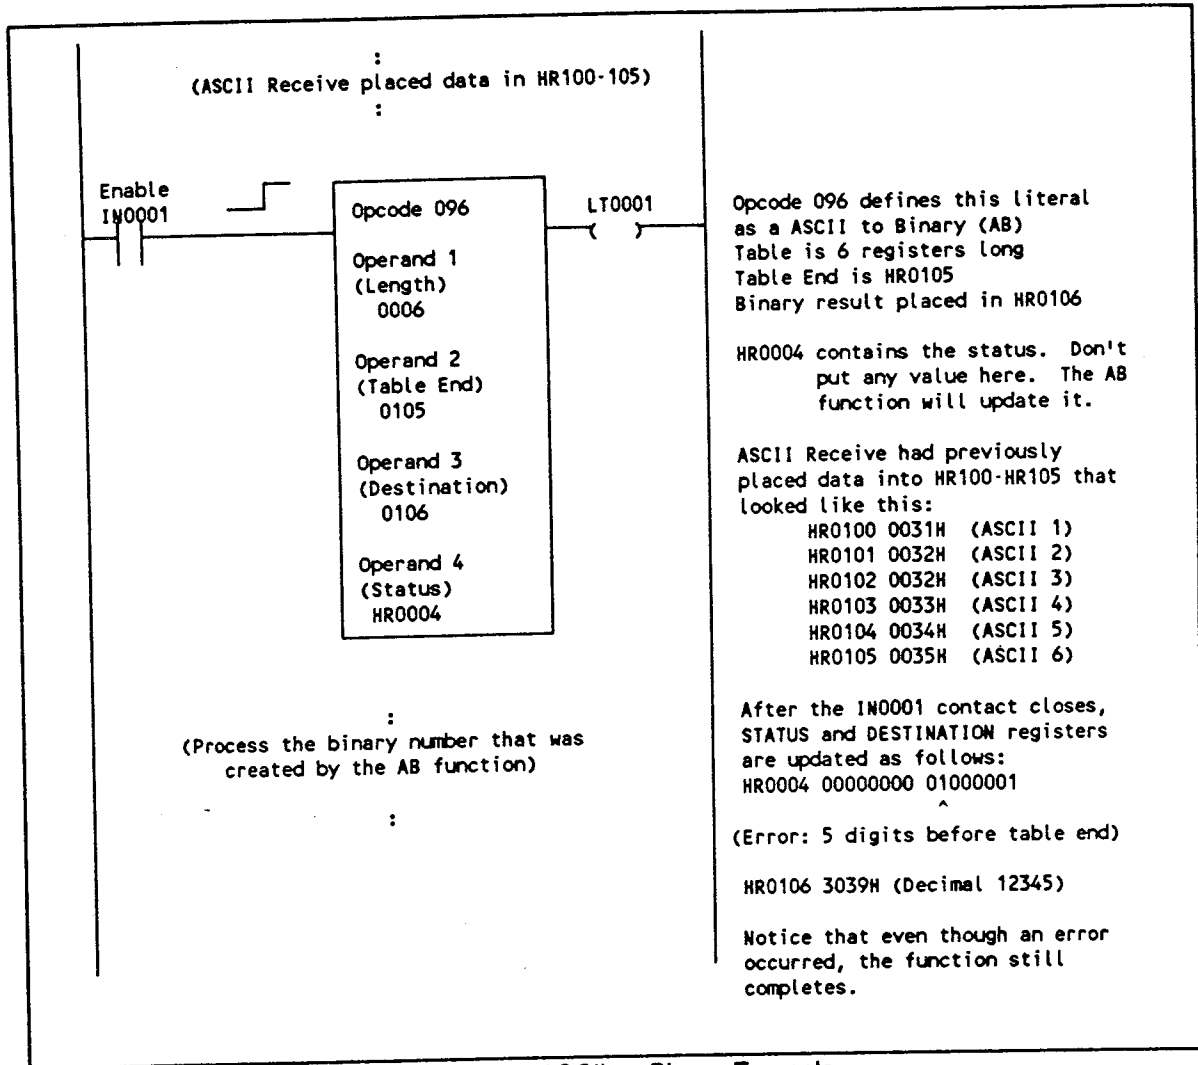 :
(ASCII Receive placed data in HR100-105)
:
Enable
IN0001
Opcode 096
Operand 1
(Length)
0006
Operand 2
(Table End)
0105
Operand 3
(Destination)
0106
Operand 4
(Status)
HR0004
LT0001
( )
:
(Process the binary number that was
created by the AB function)
:
Opcode 096 defines this literal
as a ASCII to Binary (AB)
Table is 6 registers long
Table End is HR0105
Binary result placed in HR0106
HR0004 contains the status. Don't
put any value here. The AB
function will update it.
ASCII Receive had previously
placed data into HR100-HR105 that
looked like this:
HR0100 0031H (ASCII 1)
HR0101 0032H (ASCII 2)
HR0102 0032H (ASCII 3)
HR0103 0033H (ASCII 4)
HR0104 0034H (ASCII 5)
HR0105 0035H (ASCII 6)
After the IN0001 contact closes,
STATUS and DESTINATION registers
are updated as follows:
HR0004 00000000 01000001
^
(Error: 5 digits before table end)
HR0106 3039H (Decimal 12345)
Notice that even though an error
occurred, the function still
completes.